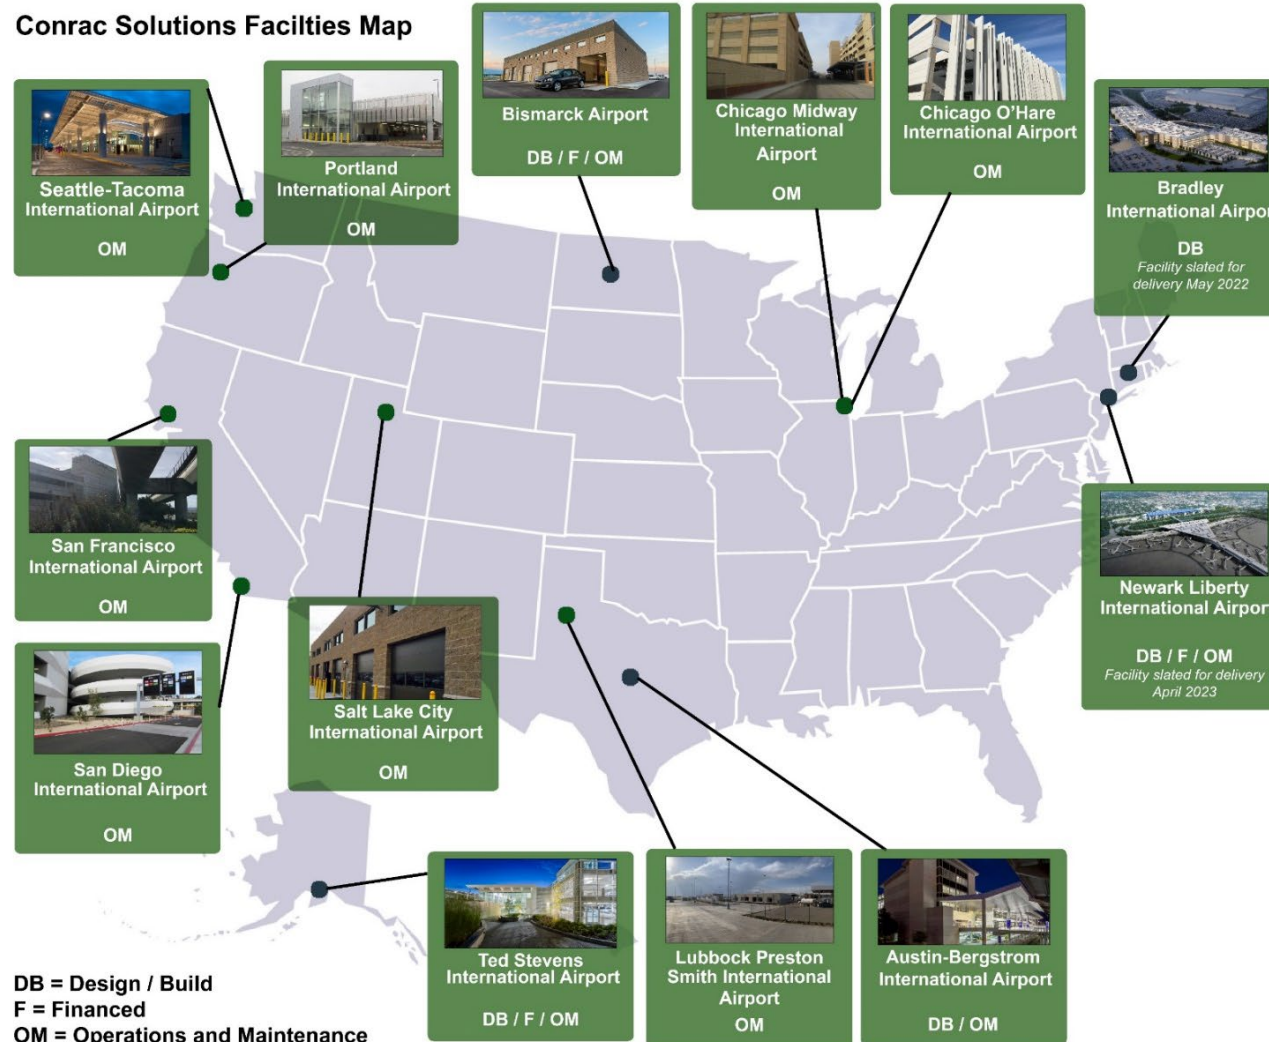 Conrac Solutions Facilties Map
Seattle-Tacoma
International Airport
OM
Portland
International Airport
OM
Bismarck Airport
DB / F / OM
Chicago Midway
International
Airport
OM
Chicago O'Hare
International Airport
OM
Bradley
International Airpor
DB
Facility slated for
delivery May 2022
San Francisco
International Airport
OM
Newark Liberty
International Airport
DB / F / OM
Facility slated for delivery
April 2023
San Diego
International Airport
OM
Salt Lake City
International Airport
OM
Ted Stevens
International Airport
DB / F / OM
Lubbock Preston
Smith International
Airport
OM
Austin-Bergstrom
International Airport
DB / OM
DB = Design / Build
F = Financed
OM = Operations and Maintenance